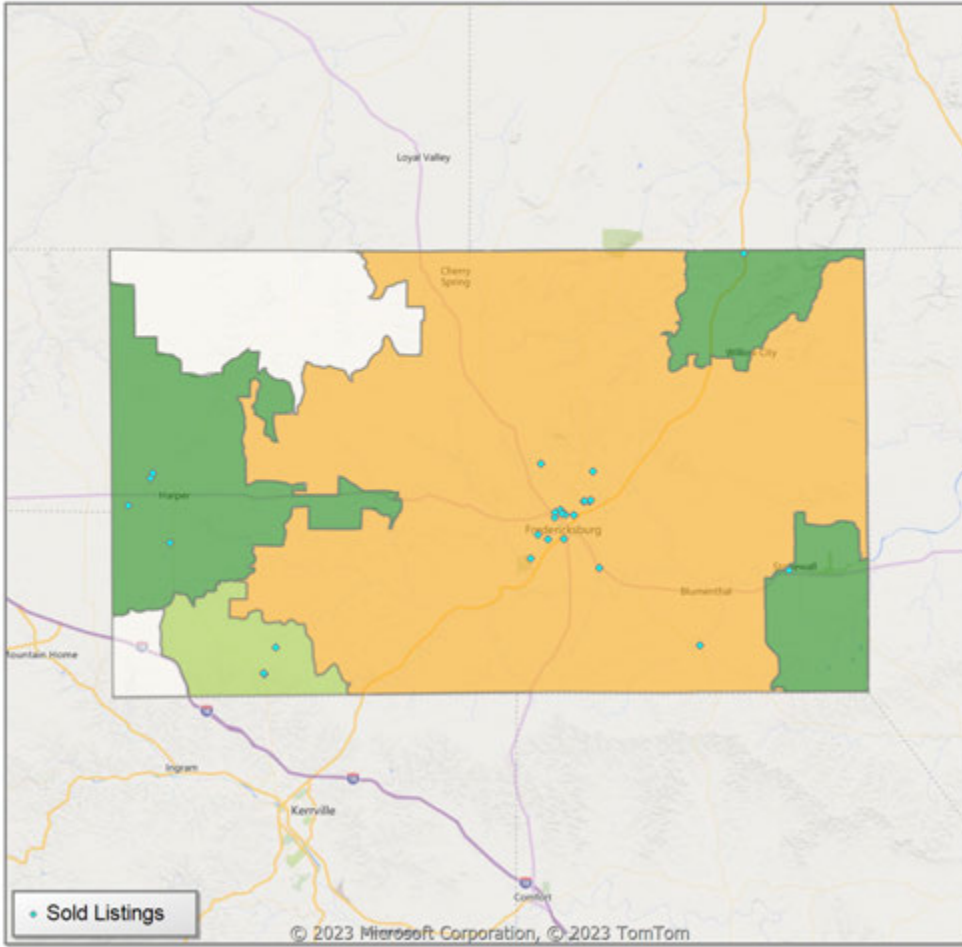 Loyal Valley
Cherry
Spring
Willow City
Harper
Fredericksburg
Stonewall
Blumenthal
Mountain Home
Ingram
Kerrville
Comfort
Sold Listings
© 2023 Microsoft Corporation, © 2023 TomTom